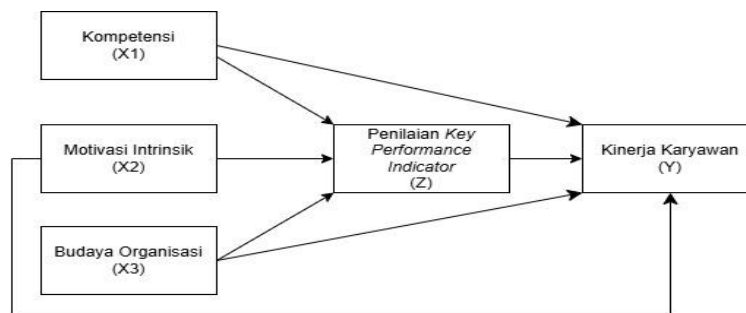 Kompetensi
(X1)
Motivasi Intrinsik
(X2)
Penilaian Key
Performance
Indicator
(Z)
Kinerja Karyawan
(Y)
Budaya Organisasi
(X3)